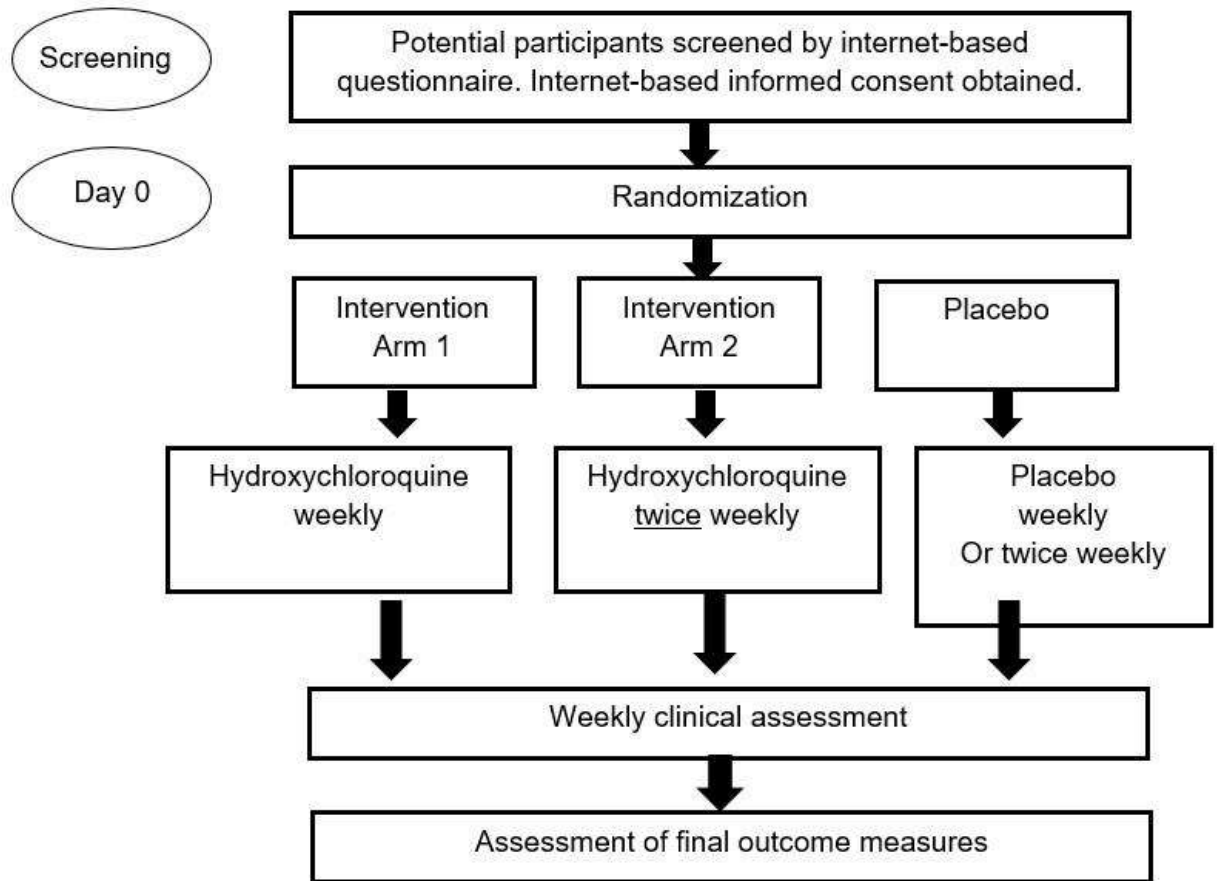 Screening
Potential participants screened by internet-based
questionnaire. Internet-based informed consent obtained.
Day 0
Randomization
Intervention
Arm 1
Intervention
Arm 2
Placebo
Hydroxychloroquine
weekly
Hydroxychloroquine
twice weekly
Placebo
weekly
Or twice weekly
Weekly clinical assessment
Assessment of final outcome measures